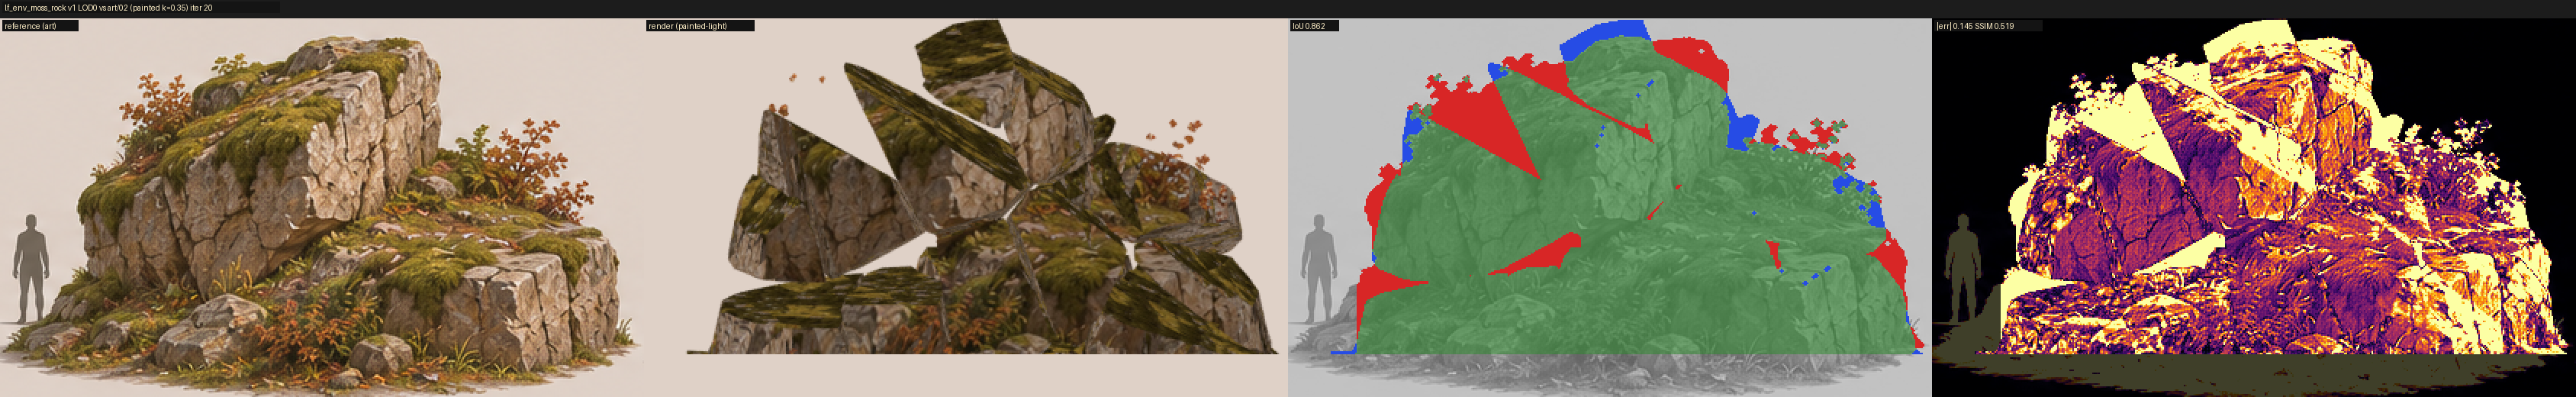 tf_env_moss_rock v1 LOD0 vs art/02 (painted k=0.35) iter 20
reference (art)
render (painted-light)
IoU 0.862
|err| 0.145 SSIM 0.519